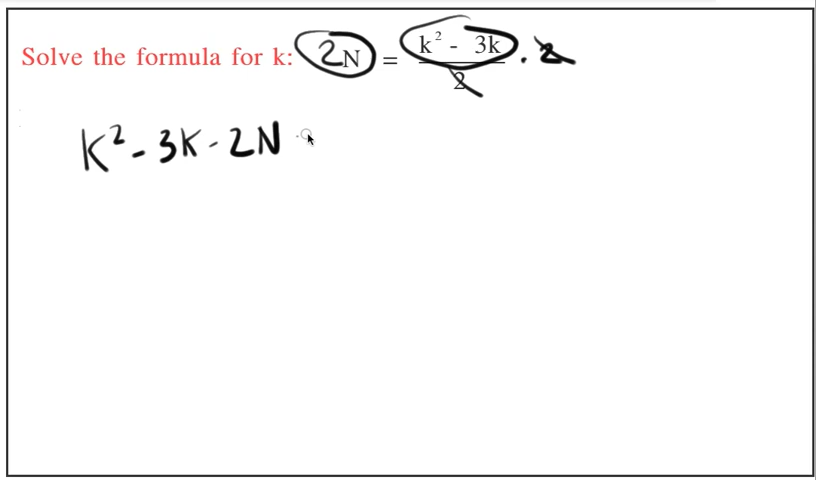 Solve the formula for k: 2N = k² - 3k / 2 · 2
K² - 3K - 2N